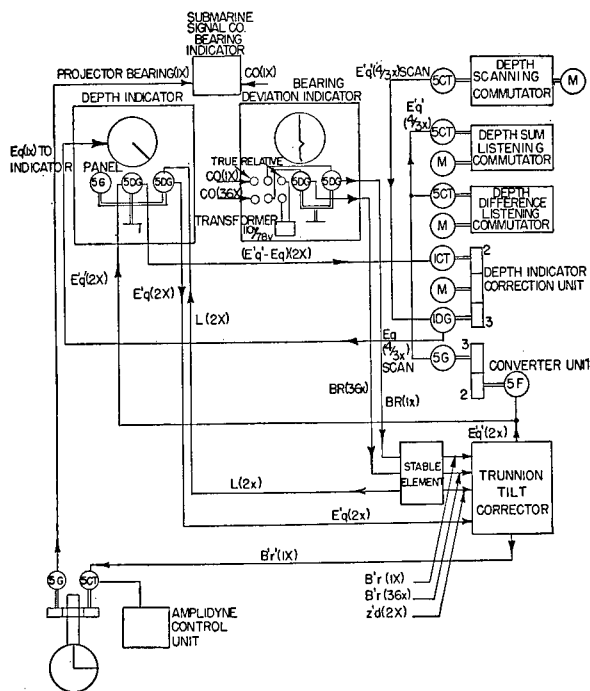 SUBMARINE
SIGNAL CO.
BEARING
INDICATOR
PROJECTOR BEARING(1X)
CO(1X)
E'q'(4/3x)SCAN
5CT
DEPTH
SCANNING
COMMUTATOR
M
DEPTH INDICATOR
BEARING
DEVIATION INDICATOR
E'q'
(4/3x)
5CT
DEPTH SUM
LISTENING
COMMUTATOR
M
Eq(1x) TO
INDICATOR
PANEL
5G
5DG
5DG
TRUE RELATIVE
CO(1X)
CO(36X)
5DG
5DG
TRANSFORMER
110v/78v
5CT
DEPTH
DIFFERENCE
LISTENING
COMMUTATOR
M
(E'q'-Eq)(2X)
1CT
2
M
DEPTH INDICATOR
CORRECTION UNIT
1DG
3
E'q'(2X)
E'q(2X)
L(2X)
Eq
(4/3x)
SCAN
5G
3
2
CONVERTER UNIT
5F
BR(36x)
BR(1x)
E'q'(2X)
STABLE
ELEMENT
TRUNNION
TILT
CORRECTOR
L(2X)
E'q(2X)
B'r'(1X)
5G
5CT
AMPLIDYNE
CONTROL
UNIT
B'r (1X)
B'r(36x)
z'd(2X)